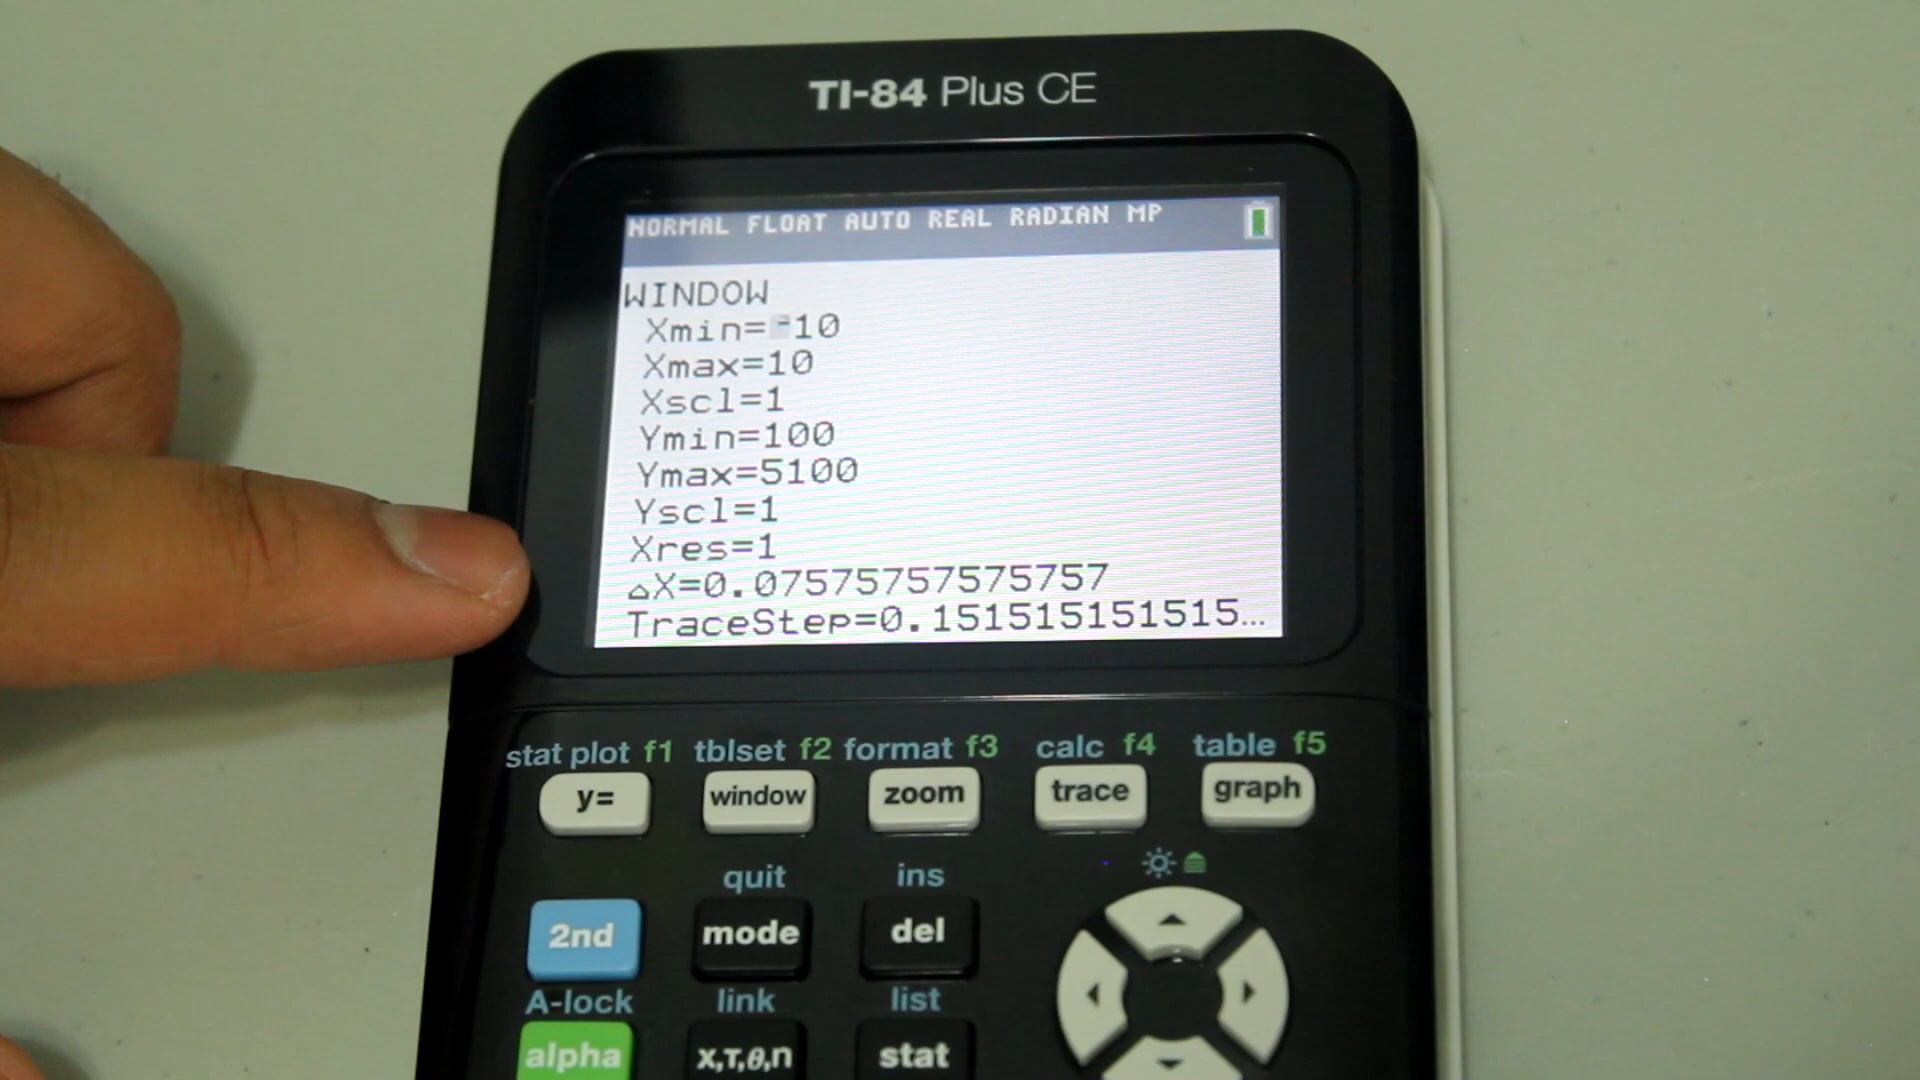 TI-84 Plus CE
NORMAL FLOAT AUTO REAL RADIAN MP
WINDOW
Xmin=-10
Xmax=10
Xscl=1
Ymin=100
Ymax=5100
Yscl=1
Xres=1
△X=0.07575757575757
TraceStep=0.151515151515…
stat plot f1 tblset f2 format f3 calc f4 table f5
y= window zoom trace graph
quit ins
2nd mode del
A-lock link list
alpha X,T,θ,n stat